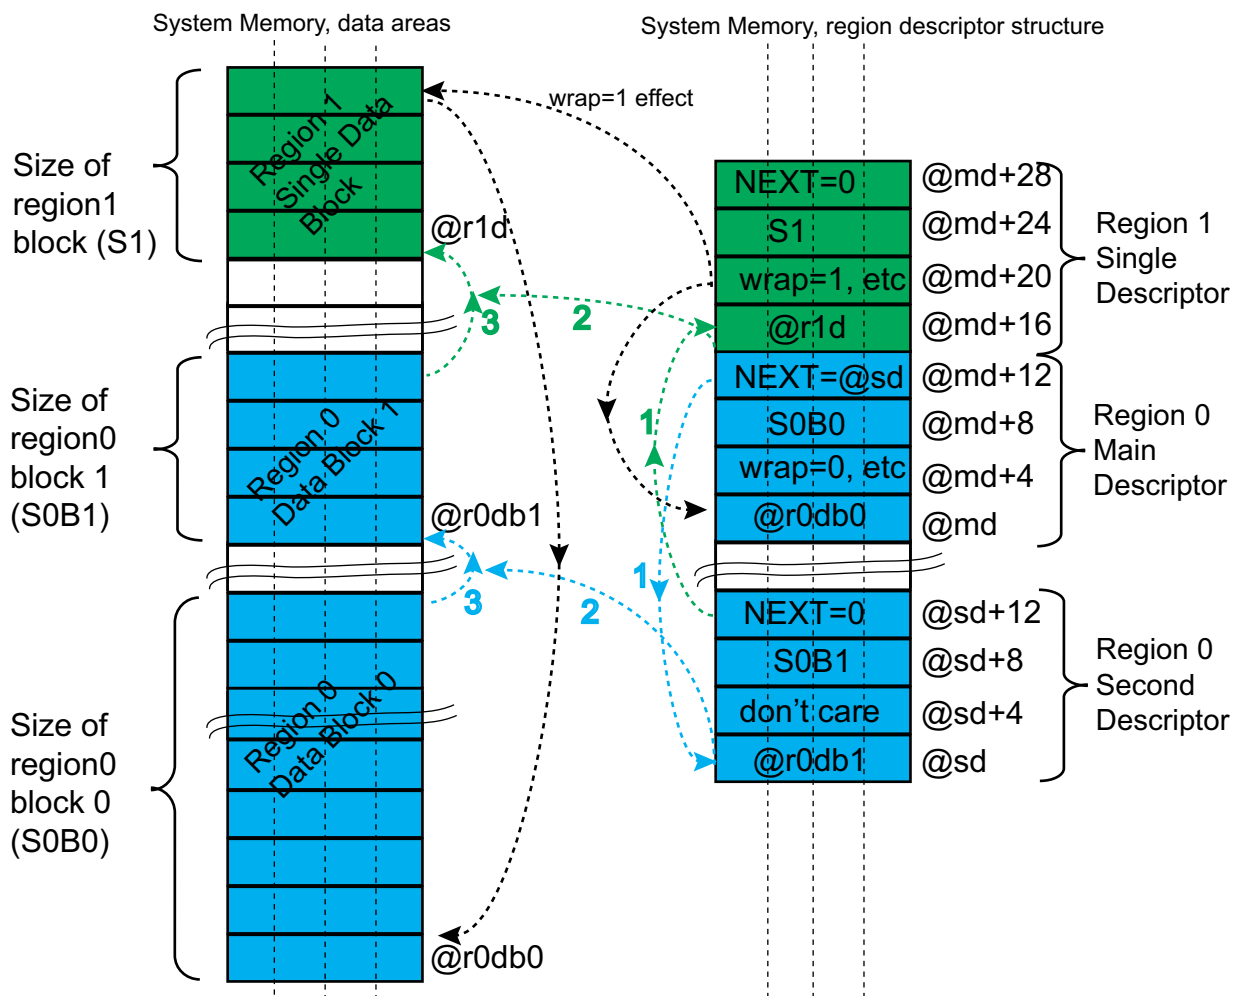 System Memory, data areas
System Memory, region descriptor structure
wrap=1 effect
Size of
region1
block (S1)
Region 1
Single Data
Block
@r1d
3
2
Size of
region0
block 1
(S0B1)
Region 0
Data Block 1
@r0db1
3
2
1
1
Size of
region0
block 0
(S0B0)
Region 0
Data Block 0
@r0db0
NEXT=0
@md+28
S1
@md+24
wrap=1, etc
@md+20
@r1d
@md+16
Region 1
Single
Descriptor
NEXT=@sd
@md+12
S0B0
@md+8
wrap=0, etc
@md+4
@r0db0
@md
Region 0
Main
Descriptor
NEXT=0
@sd+12
S0B1
@sd+8
don't care
@sd+4
@r0db1
@sd
Region 0
Second
Descriptor